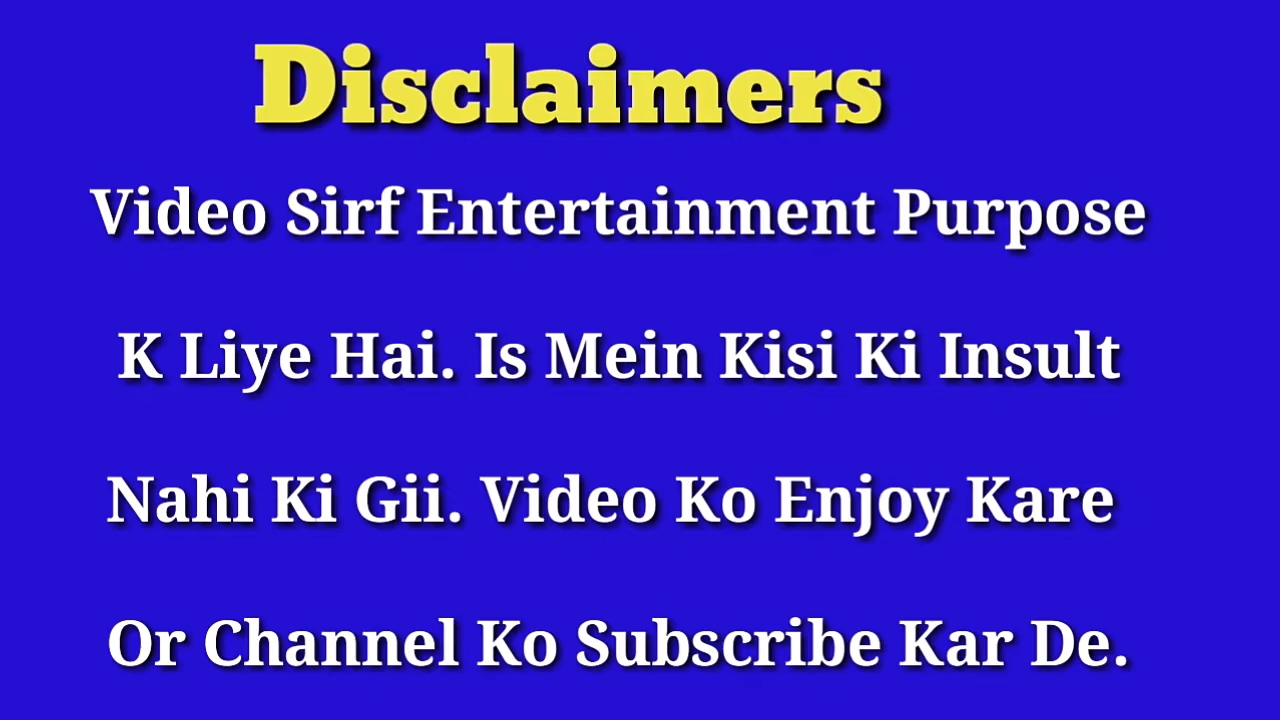 Disclaimers
Video Sirf Entertainment Purpose
K Liye Hai. Is Mein Kisi Ki Insult
Nahi Ki Gii. Video Ko Enjoy Kare
Or Channel Ko Subscribe Kar De.